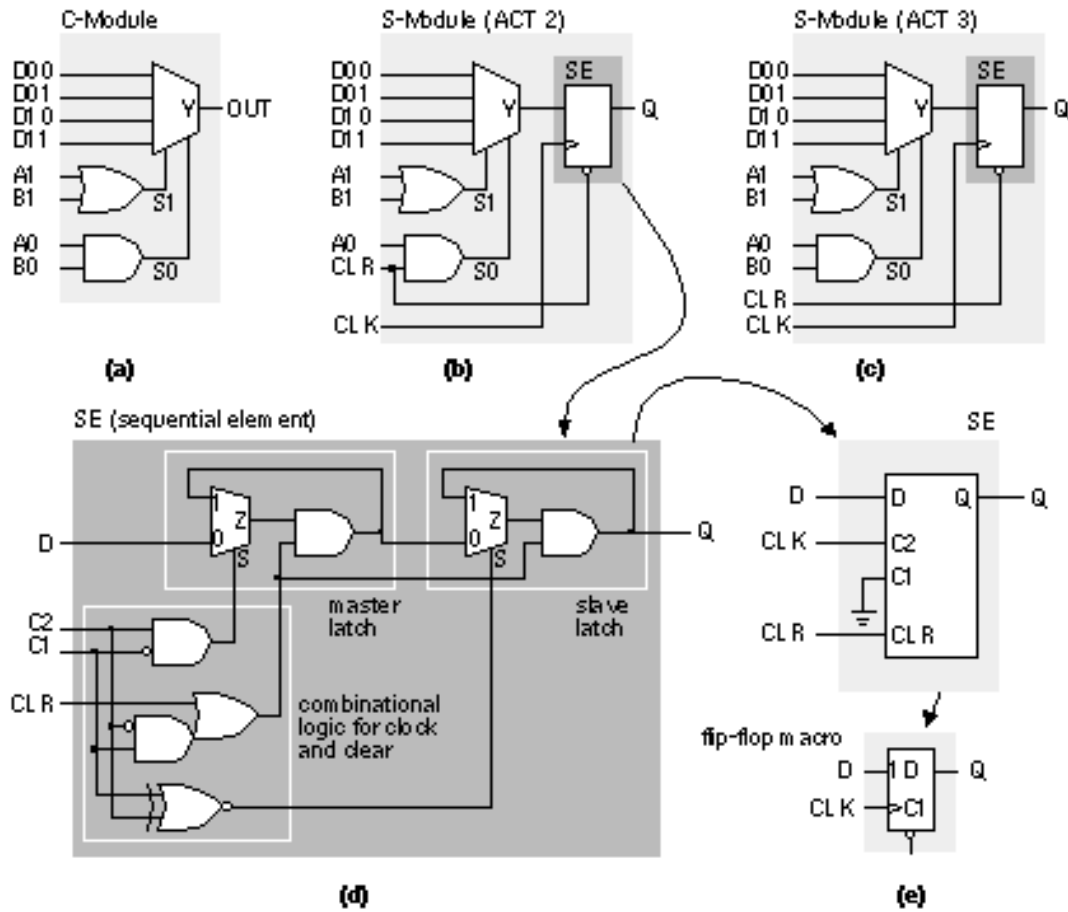 C-Module
D00
D01
D10
D11
Y
OUT
A1
B1
S1
A0
B0
S0
(a)
S-Module (ACT 2)
SE
D00
D01
D10
D11
Y
Q
A1
B1
S1
A0
CLR
S0
CLK
(b)
S-Module (ACT 3)
SE
D00
D01
D10
D11
Y
Q
A1
B1
S1
A0
B0
S0
CLR
CLK
(c)
SE (sequential element)
1
Z
0
S
D
master
latch
1
Z
0
S
Q
slave
latch
C2
C1
CLR
combinational
logic for clock
and clear
(d)
SE
D
D
Q
Q
CLK
C2
C1
CLR
CLR
flip-flop macro
D
1D
Q
CLK
C1
(e)